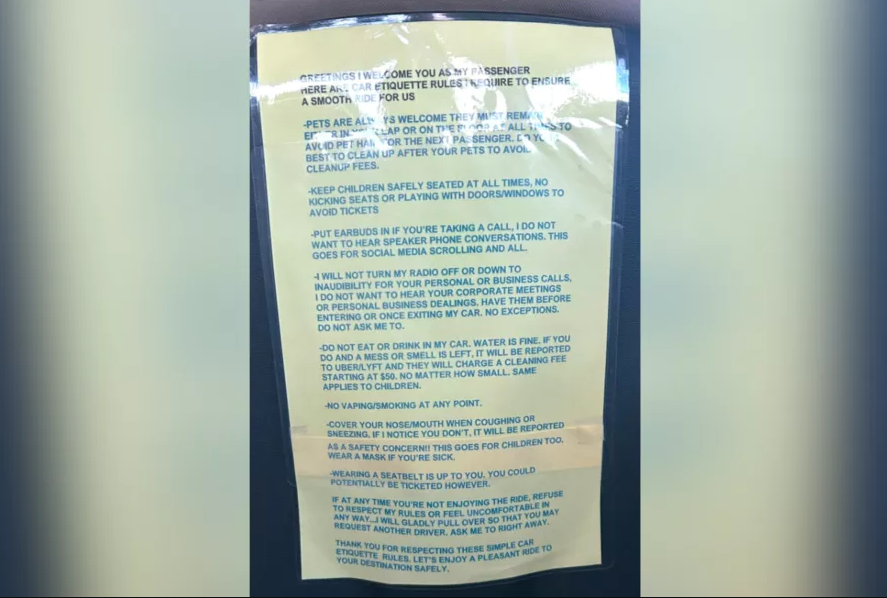 GREETINGS I WELCOME YOU AS MY PASSENGER
HERE ARE CAR ETIQUETTE RULES I REQUIRE TO ENSURE
A SMOOTH RIDE FOR US
-PETS ARE ALWAYS WELCOME THEY MUST REMAIN
EITHER IN YOUR LAP OR ON THE FLOOR AT ALL TIMES TO
AVOID PET HAIR FOR THE NEXT PASSENGER. DO YOUR
BEST TO CLEAN UP AFTER YOUR PETS TO AVOID
CLEANUP FEES.
-KEEP CHILDREN SAFELY SEATED AT ALL TIMES, NO
KICKING SEATS OR PLAYING WITH DOORS/WINDOWS TO
AVOID TICKETS
-PUT EARBUDS IN IF YOU'RE TAKING A CALL, I DO NOT
WANT TO HEAR SPEAKER PHONE CONVERSATIONS. THIS
GOES FOR SOCIAL MEDIA SCROLLING AND ALL.
-I WILL NOT TURN MY RADIO OFF OR DOWN TO
INAUDIBILITY FOR YOUR PERSONAL OR BUSINESS CALLS,
I DO NOT WANT TO HEAR YOUR CORPORATE MEETINGS
OR PERSONAL BUSINESS DEALINGS. HAVE THEM BEFORE
ENTERING OR ONCE EXITING MY CAR. NO EXCEPTIONS.
DO NOT ASK ME TO.
-DO NOT EAT OR DRINK IN MY CAR. WATER IS FINE. IF YOU
DO AND A MESS OR SMELL IS LEFT, IT WILL BE REPORTED
TO UBER/LYFT AND THEY WILL CHARGE A CLEANING FEE
STARTING AT $50. NO MATTER HOW SMALL. SAME
APPLIES TO CHILDREN.
-NO VAPING/SMOKING AT ANY POINT.
-COVER YOUR NOSE/MOUTH WHEN COUGHING OR
SNEEZING. IF I NOTICE YOU DON'T, IT WILL BE REPORTED
AS A SAFETY CONCERN!! THIS GOES FOR CHILDREN TOO.
WEAR A MASK IF YOU'RE SICK.
-WEARING A SEATBELT IS UP TO YOU, YOU COULD
POTENTIALLY BE TICKETED HOWEVER.
IF AT ANY TIME YOU'RE NOT ENJOYING THE RIDE, REFUSE
TO RESPECT MY RULES OR FEEL UNCOMFORTABLE IN
ANY WAY...I WILL GLADLY PULL OVER SO THAT YOU MAY
REQUEST ANOTHER DRIVER. ASK ME TO RIGHT AWAY.
THANK YOU FOR RESPECTING THESE SIMPLE CAR
ETIQUETTE RULES. LET'S ENJOY A PLEASANT RIDE TO
YOUR DESTINATION SAFELY.